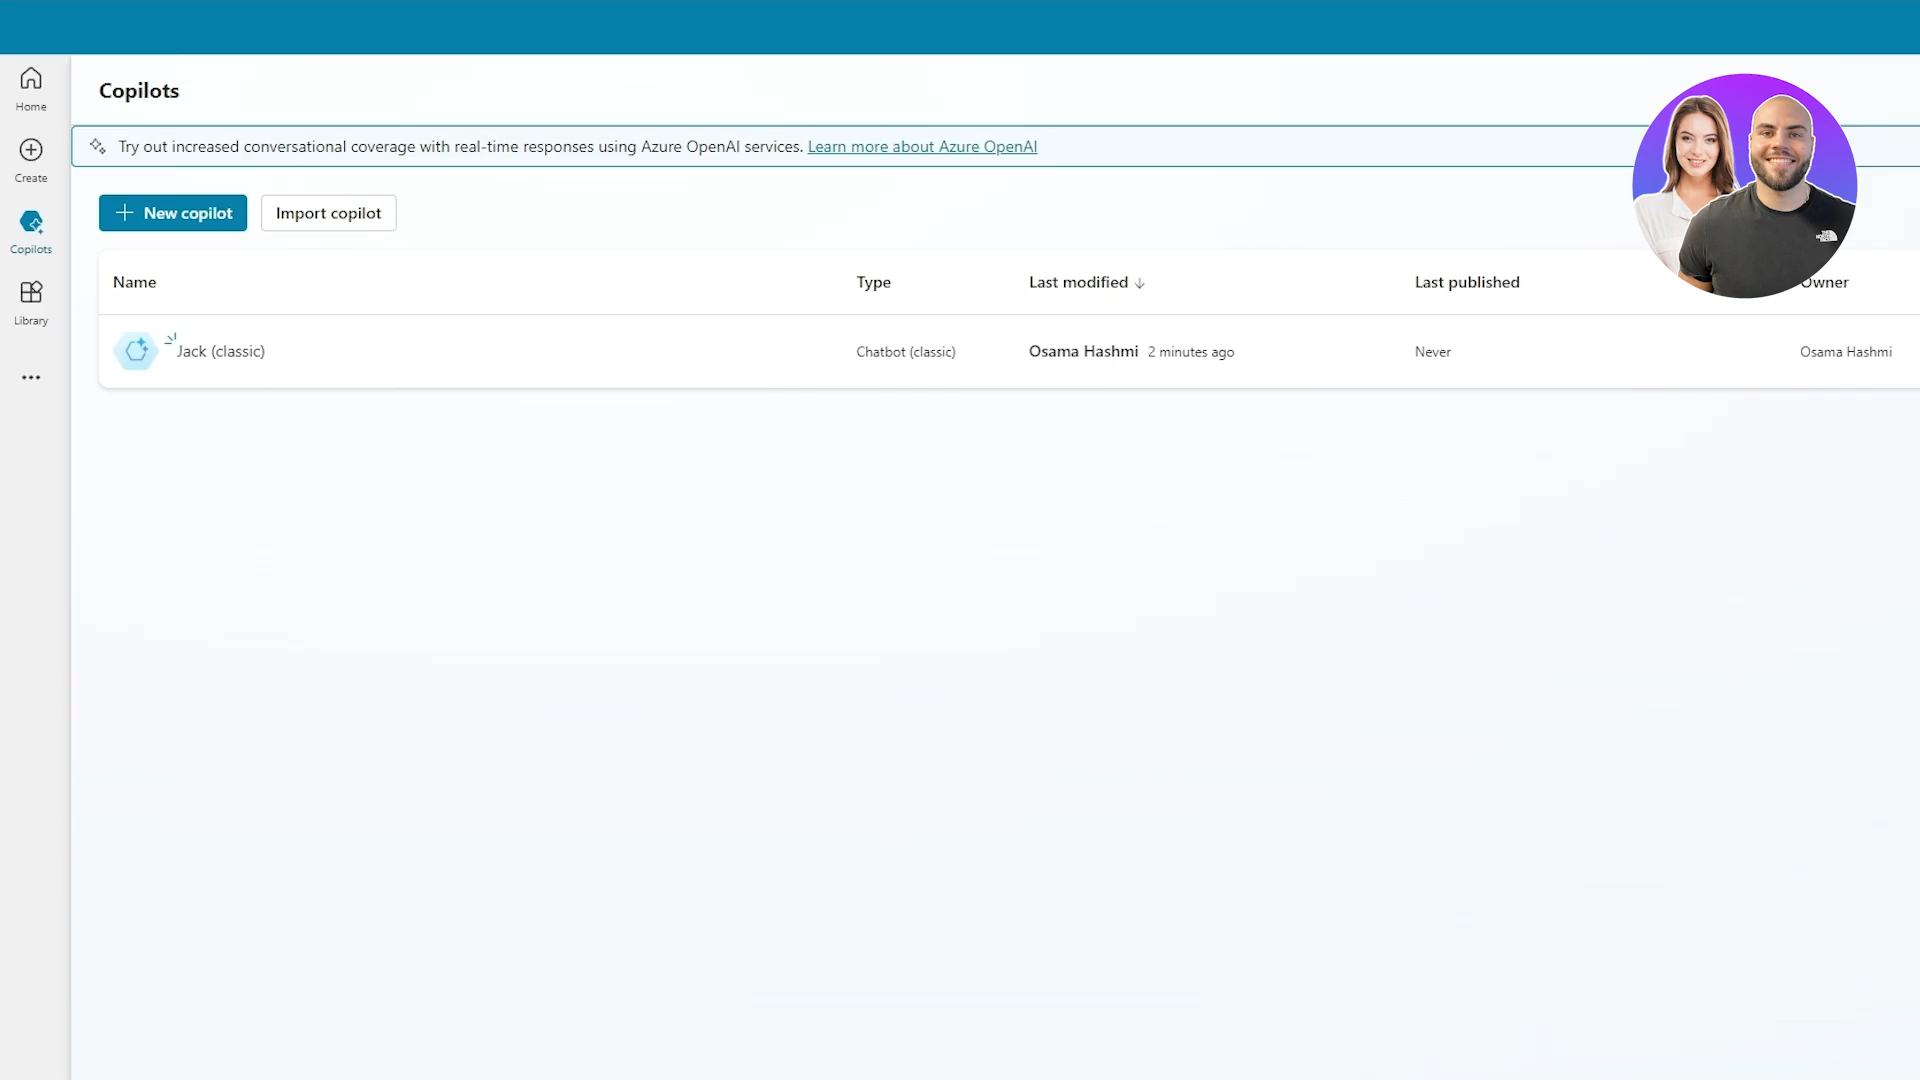 Home
Create
Copilots
Library
Copilots
Try out increased conversational coverage with real-time responses using Azure OpenAI services. Learn more about Azure OpenAI
New copilot
Import copilot
Name Type Last modified ↓ Last published Owner
Jack (classic) Chatbot (classic) Osama Hashmi 2 minutes ago Never Osama Hashmi